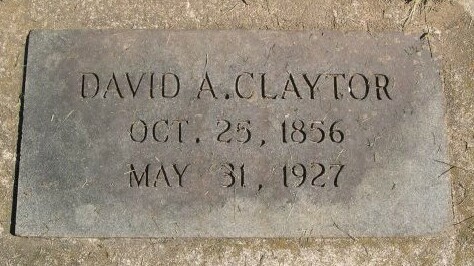 DAVID A. CLAYTOR
OCT. 25, 1856
MAY 31, 1927